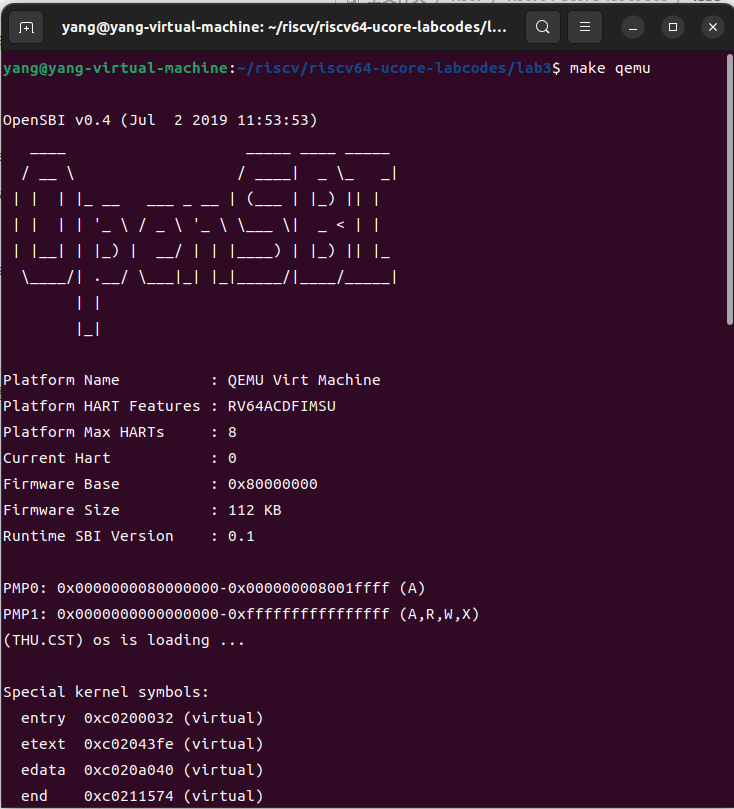 yang@yang-virtual-machine: ~/riscv/riscv64-ucore-labcodes/l...
yang@yang-virtual-machine:~/riscv/riscv64-ucore-labcodes/lab3$ make qemu

OpenSBI v0.4 (Jul  2 2019 11:53:53)
   ____                    _____ ____ _____
  / __ \                  / ____|  _ \_   _|
 | |  | |_ __   ___ _ __ | (___ | |_) || |
 | |  | | '_ \ / _ \ '_ \ \___ \|  _ < | |
 | |__| | |_) |  __/ | | |____) | |_) || |_
  \____/| .__/ \___|_| |_|_____/|____/_____|
        | |
        |_|

Platform Name          : QEMU Virt Machine
Platform HART Features : RV64ACDFIMSU
Platform Max HARTs     : 8
Current Hart           : 0
Firmware Base          : 0x80000000
Firmware Size          : 112 KB
Runtime SBI Version    : 0.1

PMP0: 0x0000000080000000-0x000000008001ffff (A)
PMP1: 0x0000000000000000-0xffffffffffffffff (A,R,W,X)
(THU.CST) os is loading ...

Special kernel symbols:
  entry  0xc0200032 (virtual)
  etext  0xc02043fe (virtual)
  edata  0xc020a040 (virtual)
  end    0xc0211574 (virtual)